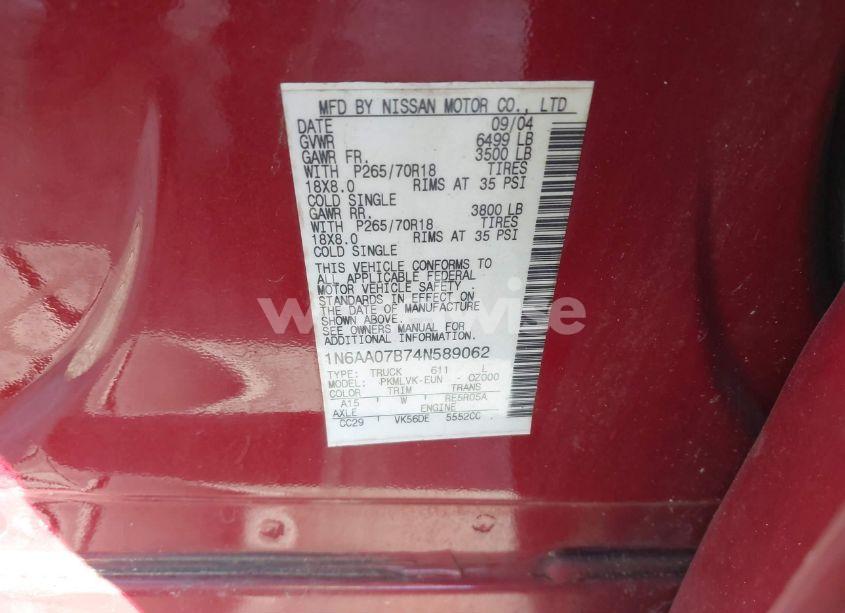 MFD BY NISSAN MOTOR CO., LTD
DATE 09/04
GVWR 6499 LB
GAWR FR. 3500 LB
WITH P265/70R18 TIRES
18X8.0 RIMS AT 35 PSI
COLD SINGLE
GAWR RR. 3800 LB
WITH P265/70R18 TIRES
18X8.0 RIMS AT 35 PSI
COLD SINGLE
THIS VEHICLE CONFORMS TO
ALL APPLICABLE FEDERAL
MOTOR VEHICLE SAFETY
STANDARDS IN EFFECT ON
THE DATE OF MANUFACTURE
SHOWN ABOVE.
SEE OWNERS MANUAL FOR
ADDITIONAL INFORMATION
1N6AA07B74N589062
TYPE: TRUCK 611 L
MODEL: PKMLVK-EUN - OZ000
COLOR TRIM TRANS
A15 W RE5R05A
AXLE ENGINE
CC29 VK56DE 5552CC